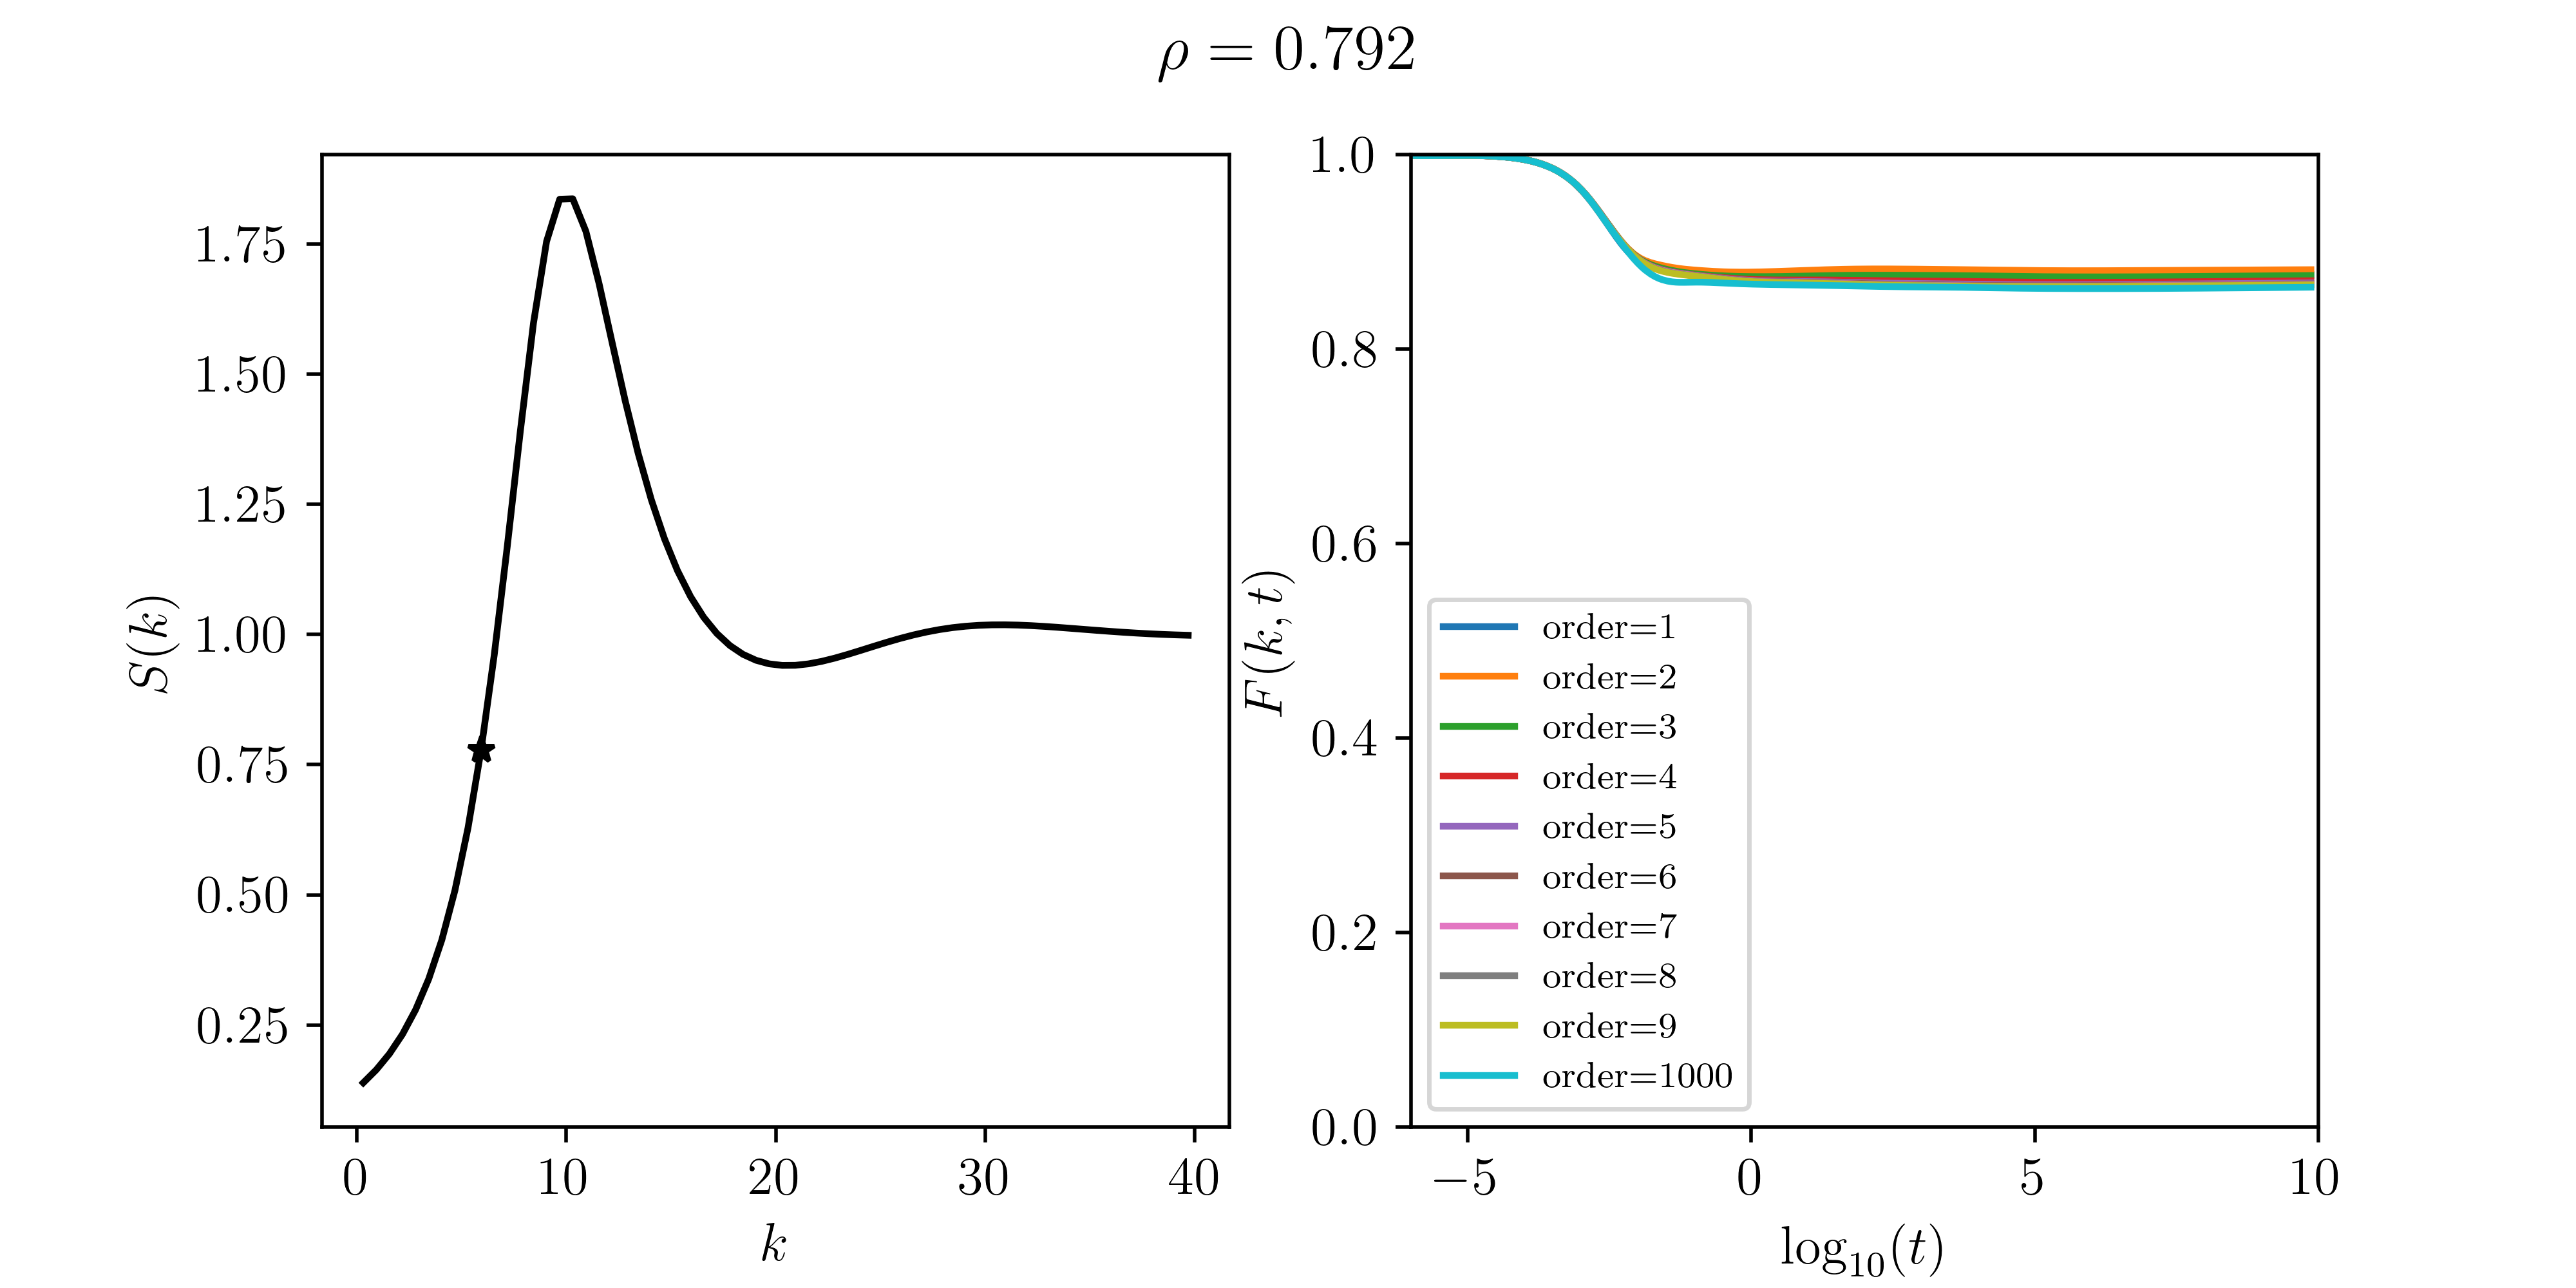 ρ = 0.792
S(k)
1.75
1.50
1.25
1.00
0.75
0.50
0.25
0 10 20 30 40
k
F(k, t)
1.0
0.8
0.6
0.4
0.2
0.0
order=1
order=2
order=3
order=4
order=5
order=6
order=7
order=8
order=9
order=1000
−5 0 5 10
log₁₀(t)